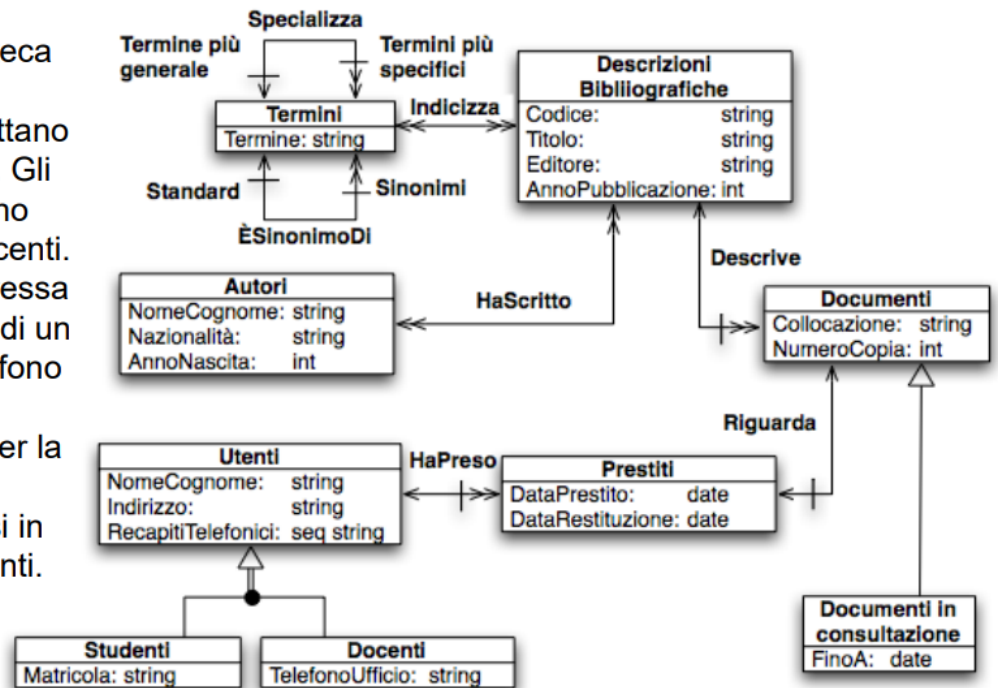 eca
ttano
Gli
no
centi.
essa
di un
fono
er la
si in
nti.
Specializza
Termine più
generale
Termini più
specifici
Termini
Termine: string
Indicizza
Standard
Sinonimi
ÈSinonimoDi
Descrizioni
Bibliiografiche
Codice: string
Titolo: string
Editore: string
AnnoPubblicazione: int
Descrive
Autori
NomeCognome: string
Nazionalità: string
AnnoNascita: int
HaScritto
Documenti
Collocazione: string
NumeroCopia: int
Riguarda
Utenti
NomeCognome: string
Indirizzo: string
RecapitiTelefonici: seq string
HaPreso
Prestiti
DataPrestito: date
DataRestituzione: date
Studenti
Matricola: string
Docenti
TelefonoUfficio: string
Documenti in
consultazione
FinoA: date